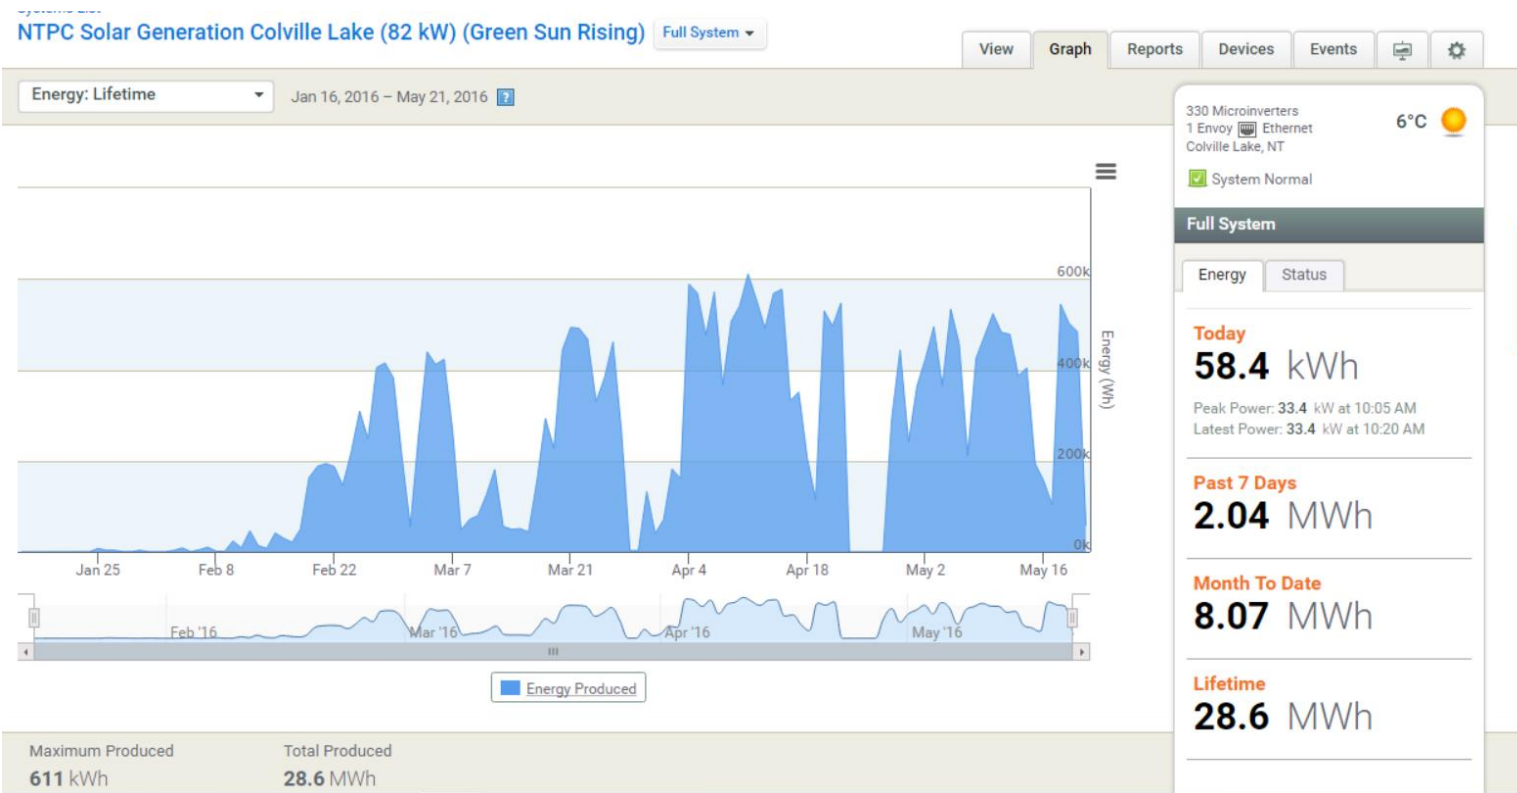 Systems List
NTPC Solar Generation Colville Lake (82 kW) (Green Sun Rising) Full System
View Graph Reports Devices Events
Energy: Lifetime Jan 16, 2016 – May 21, 2016 ?
330 Microinverters
1 Envoy Ethernet
Colville Lake, NT
6°C
System Normal
Full System
Energy Status
Today
58.4 kWh
Peak Power: 33.4 kW at 10:05 AM
Latest Power: 33.4 kW at 10:20 AM
Past 7 Days
2.04 MWh
Month To Date
8.07 MWh
Lifetime
28.6 MWh
600k
400k
200k
0k
Energy (Wh)
Jan 25 Feb 8 Feb 22 Mar 7 Mar 21 Apr 4 Apr 18 May 2 May 16
Feb '16 Mar '16 Apr '16 May '16
Energy Produced
Maximum Produced Total Produced
611 kWh 28.6 MWh